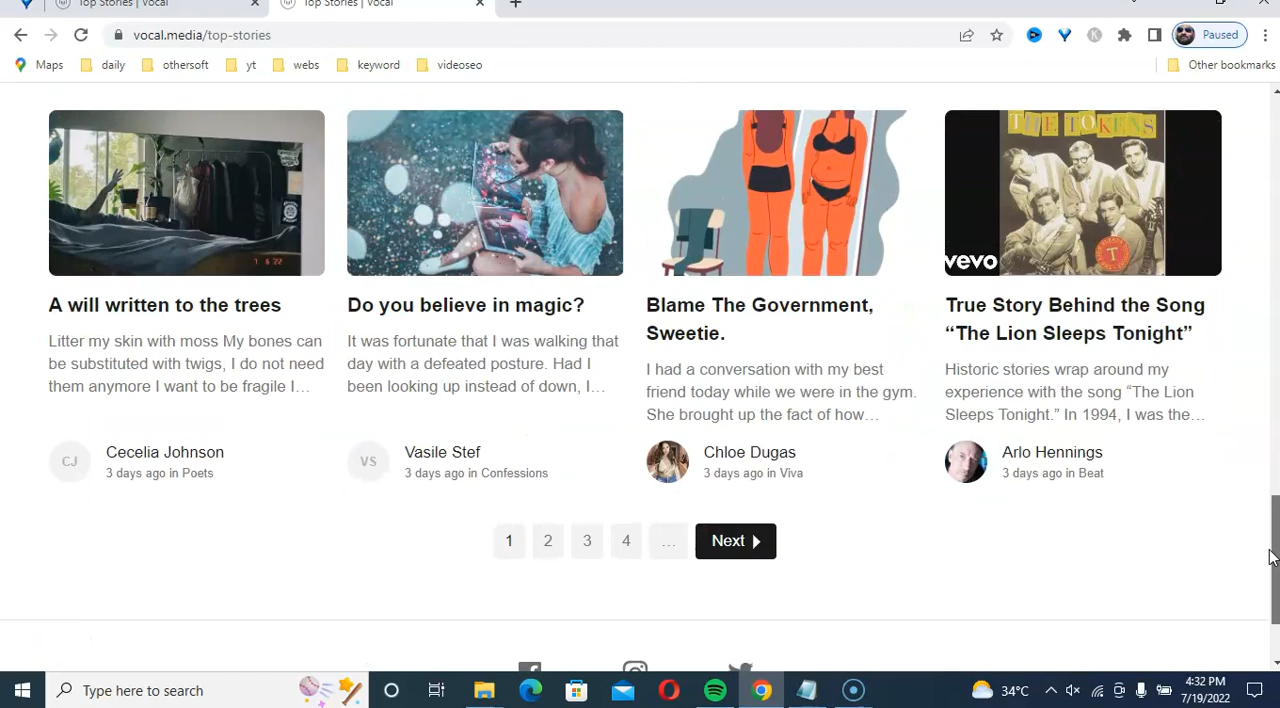 Top Stories | Vocal
Top Stories | Vocal
vocal.media/top-stories
Paused
Maps
daily
othersoft
yt
webs
keyword
videoseo
Other bookmarks
7 6 22
THE TOKENS
vevo
A will written to the trees
Litter my skin with moss My bones can
be substituted with twigs, I do not need
them anymore I want to be fragile I…
CJ
Cecelia Johnson
3 days ago in Poets
Do you believe in magic?
It was fortunate that I was walking that
day with a defeated posture. Had I
been looking up instead of down, I…
VS
Vasile Stef
3 days ago in Confessions
Blame The Government,
Sweetie.
I had a conversation with my best
friend today while we were in the gym.
She brought up the fact of how…
Chloe Dugas
3 days ago in Viva
True Story Behind the Song
“The Lion Sleeps Tonight”
Historic stories wrap around my
experience with the song “The Lion
Sleeps Tonight.” In 1994, I was the…
Arlo Hennings
3 days ago in Beat
1 2 3 4 … Next
Type here to search
34°C
4:32 PM
7/19/2022